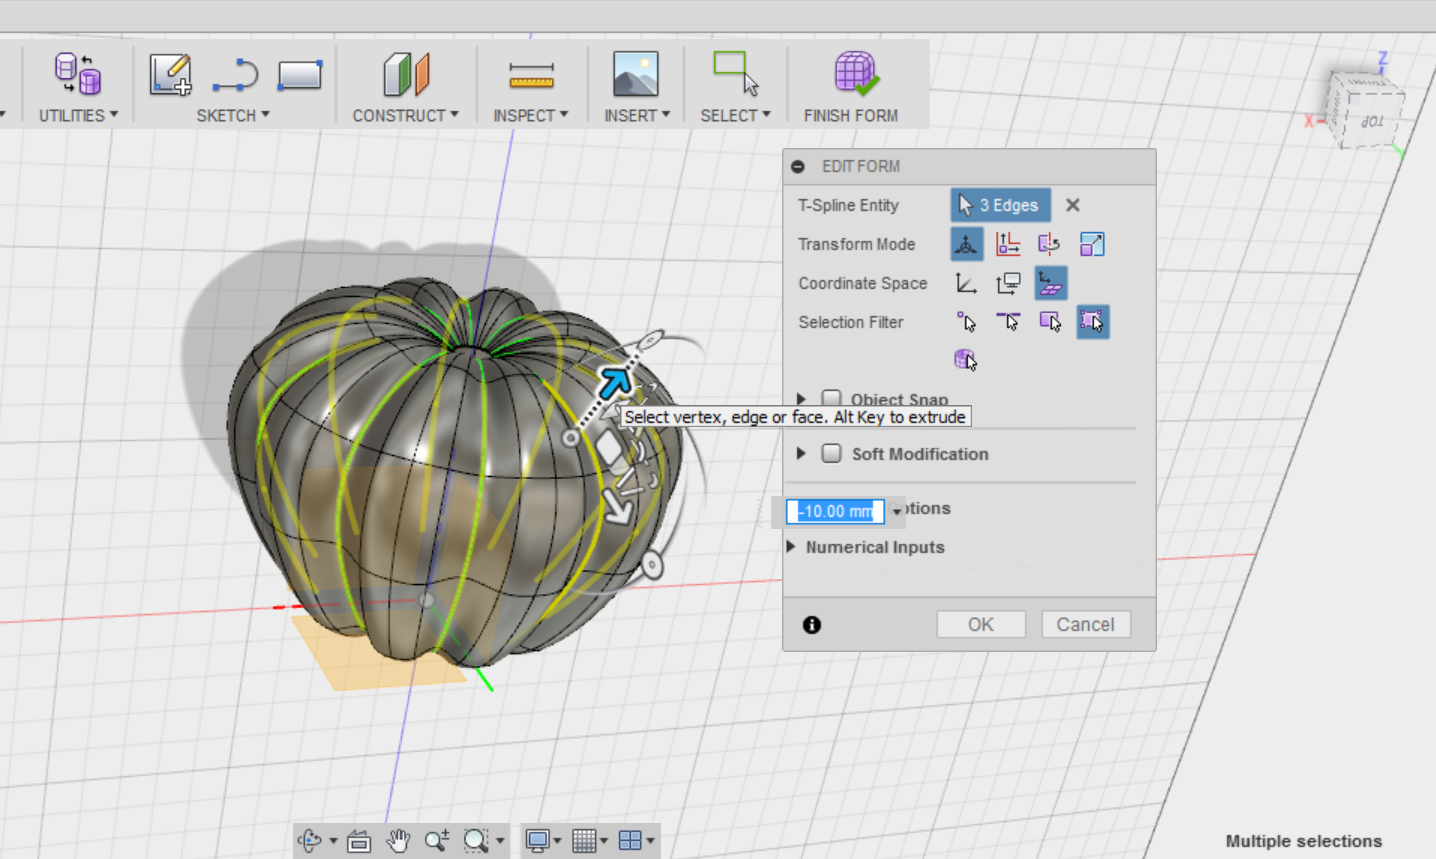 UTILITIES SKETCH CONSTRUCT INSPECT INSERT SELECT FINISH FORM
Z
X
TOP
EDIT FORM
T-Spline Entity 3 Edges
Transform Mode
Coordinate Space
Selection Filter
Object Snap
Select vertex, edge or face. Alt Key to extrude
Soft Modification
-10.00 mm
Numerical Inputs
OK Cancel
Multiple selections